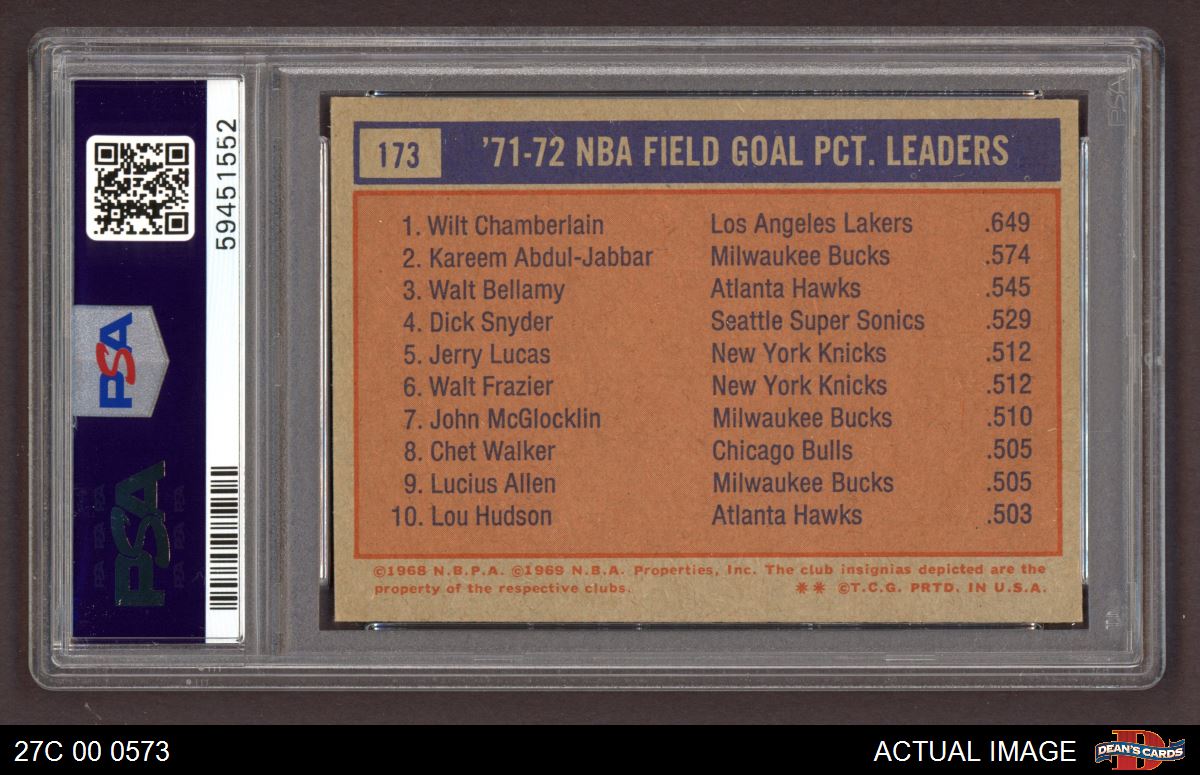 173
'71-72 NBA FIELD GOAL PCT. LEADERS
1. Wilt Chamberlain Los Angeles Lakers .649
2. Kareem Abdul-Jabbar Milwaukee Bucks .574
3. Walt Bellamy Atlanta Hawks .545
4. Dick Snyder Seattle Super Sonics .529
5. Jerry Lucas New York Knicks .512
6. Walt Frazier New York Knicks .512
7. John McGlocklin Milwaukee Bucks .510
8. Chet Walker Chicago Bulls .505
9. Lucius Allen Milwaukee Bucks .505
10. Lou Hudson Atlanta Hawks .503
©1968 N.B.P.A. ©1969 N.B.A. Properties, Inc. The club insignias depicted are the
property of the respective clubs. ** ©T.C.G. PRTD. IN U.S.A.
59451552
PSA
PSA
PSA
27C 00 0573
ACTUAL IMAGE
DEAN'S CARDS